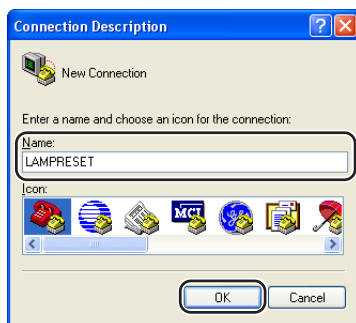 Connection Description
New Connection
Enter a name and choose an icon for the connection:
Name:
LAMPRESET
Icon:
MCI
OK
Cancel